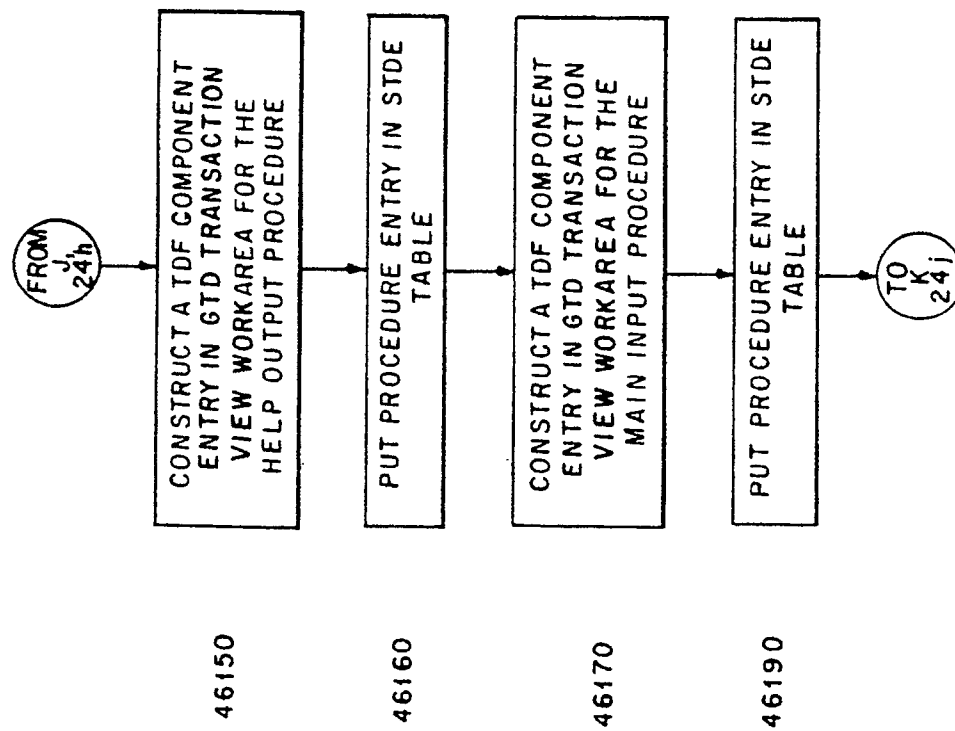 FROM
J,
24h
CONSTRUCT A TDF COMPONENT
ENTRY IN GTD TRANSACTION
VIEW WORKAREA FOR THE
HELP OUTPUT PROCEDURE
46150
PUT PROCEDURE ENTRY IN STDE
TABLE
46160
CONSTRUCT A TDF COMPONENT
ENTRY IN GTD TRANSACTION
VIEW WORKAREA FOR THE
MAIN INPUT PROCEDURE
46170
PUT PROCEDURE ENTRY IN STDE
TABLE
46190
TO
K
24j